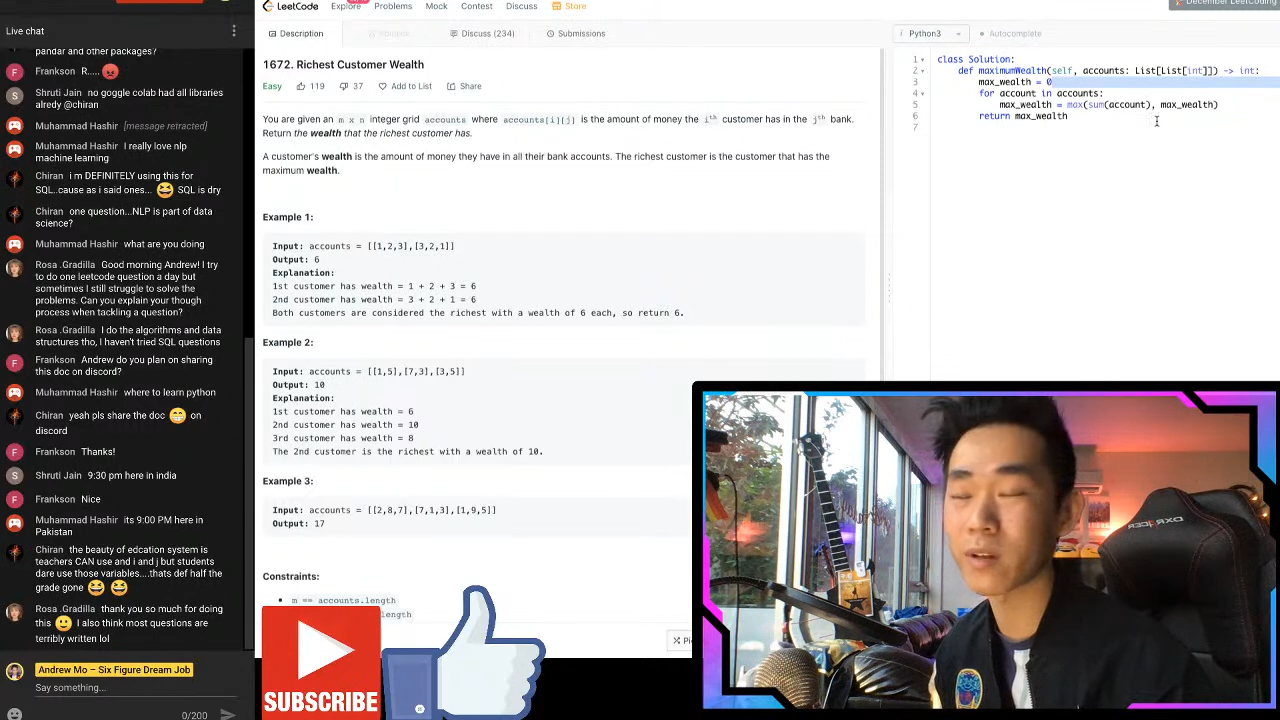 Live chat
pandar and other packages?
Frankson R.....
Shruti Jain no goggle colab had all libraries
alredy @chiran
Muhammad Hashir [message retracted]
Muhammad Hashir I really love nlp
machine learning
Chiran i m DEFINITELY using this for
SQL..cause as i said ones... SQL is dry
Chiran one question...NLP is part of data
science?
Muhammad Hashir what are you doing
Rosa .Gradilla Good morning Andrew! I try
to do one leetcode question a day but
sometimes I still struggle to solve the
problems. Can you explain your though
process when tackling a question?
Rosa .Gradilla I do the algorithms and data
structures tho, I haven't tried SQL questions
Frankson Andrew do you plan on sharing
this doc on discord?
Muhammad Hashir where to learn python
Chiran yeah pls share the doc on
discord
Frankson Thanks!
Shruti Jain 9:30 pm here in india
Frankson Nice
Muhammad Hashir its 9:00 PM here in
Pakistan
Chiran the beauty of edcation system is
teachers CAN use and i and j but students
dare use those variables....thats def half the
grade gone
Rosa .Gradilla thank you so much for doing
this I also think most questions are
terribly written lol
Andrew Mo – Six Figure Dream Job
Say something...
0/200
LeetCode Explore Problems Mock Contest Discuss Store
December LeetCoding
Description Discuss (234) Submissions
1672. Richest Customer Wealth
Easy 119 37 Add to List Share
You are given an m x n integer grid accounts where accounts[i][j] is the amount of money the ith customer has in the jth bank.
Return the wealth that the richest customer has.
A customer's wealth is the amount of money they have in all their bank accounts. The richest customer is the customer that has the
maximum wealth.
Example 1:
Input: accounts = [[1,2,3],[3,2,1]]
Output: 6
Explanation:
1st customer has wealth = 1 + 2 + 3 = 6
2nd customer has wealth = 3 + 2 + 1 = 6
Both customers are considered the richest with a wealth of 6 each, so return 6.
Example 2:
Input: accounts = [[1,5],[7,3],[3,5]]
Output: 10
Explanation:
1st customer has wealth = 6
2nd customer has wealth = 10
3rd customer has wealth = 8
The 2nd customer is the richest with a wealth of 10.
Example 3:
Input: accounts = [[2,8,7],[7,1,3],[1,9,5]]
Output: 17
Constraints:
m == accounts.length
length
SUBSCRIBE
Python3 Autocomplete
1 class Solution:
2 def maximumWealth(self, accounts: List[List[int]]) -> int:
3 max_wealth = 0
4 for account in accounts:
5 max_wealth = max(sum(account), max_wealth)
6 return max_wealth
7
DXRACER